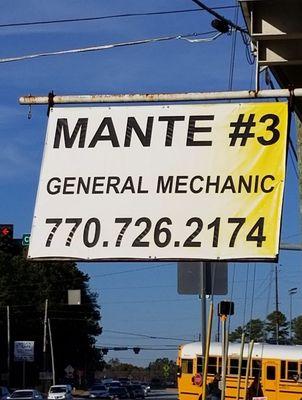 MANTE #3
GENERAL MECHANIC
770.726.2174